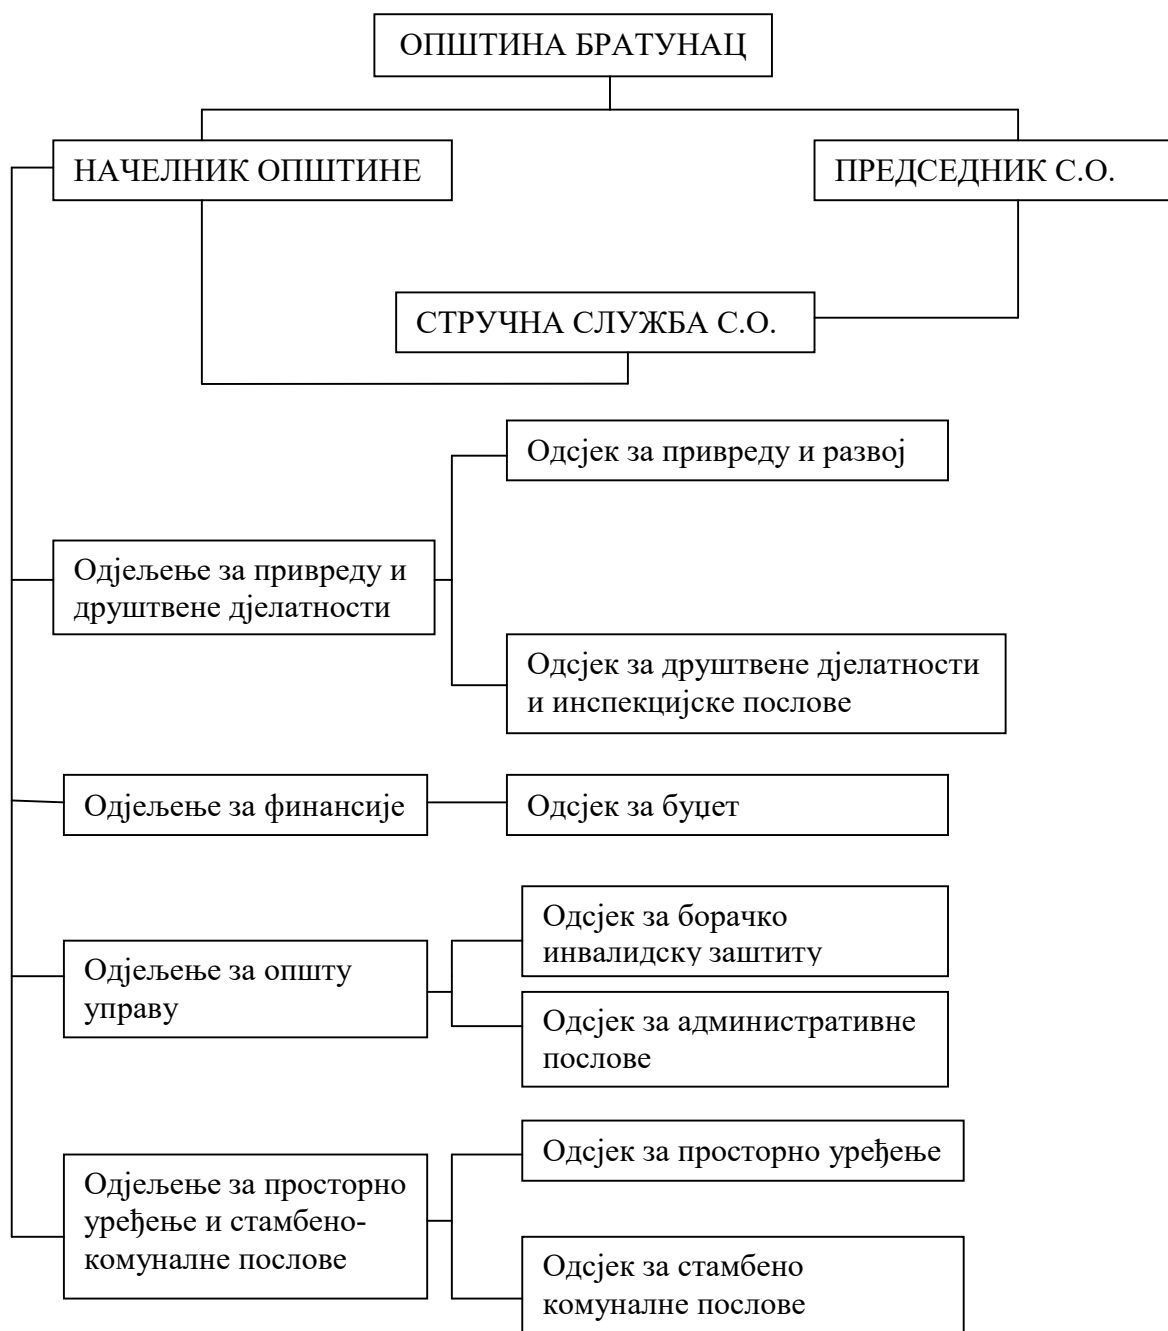 ОПШТИНА БРАТУНАЦ
НАЧЕЛНИК ОПШТИНЕ
ПРЕДСЕДНИК С.О.
СТРУЧНА СЛУЖБА С.О.
Одсјек за привреду и развој
Одјељење за привреду и
друштвене дјелатности
Одсјек за друштвене дјелатности
и инспекцијске послове
Одјељење за финансије
Одсјек за буџет
Одсјек за борачко
инвалидску заштиту
Одјељење за општу
управу
Одсјек за административне
послове
Одсјек за просторно уређење
Одјељење за просторно
уређење и стамбено-
комуналне послове
Одсјек за стамбено
комуналне послове